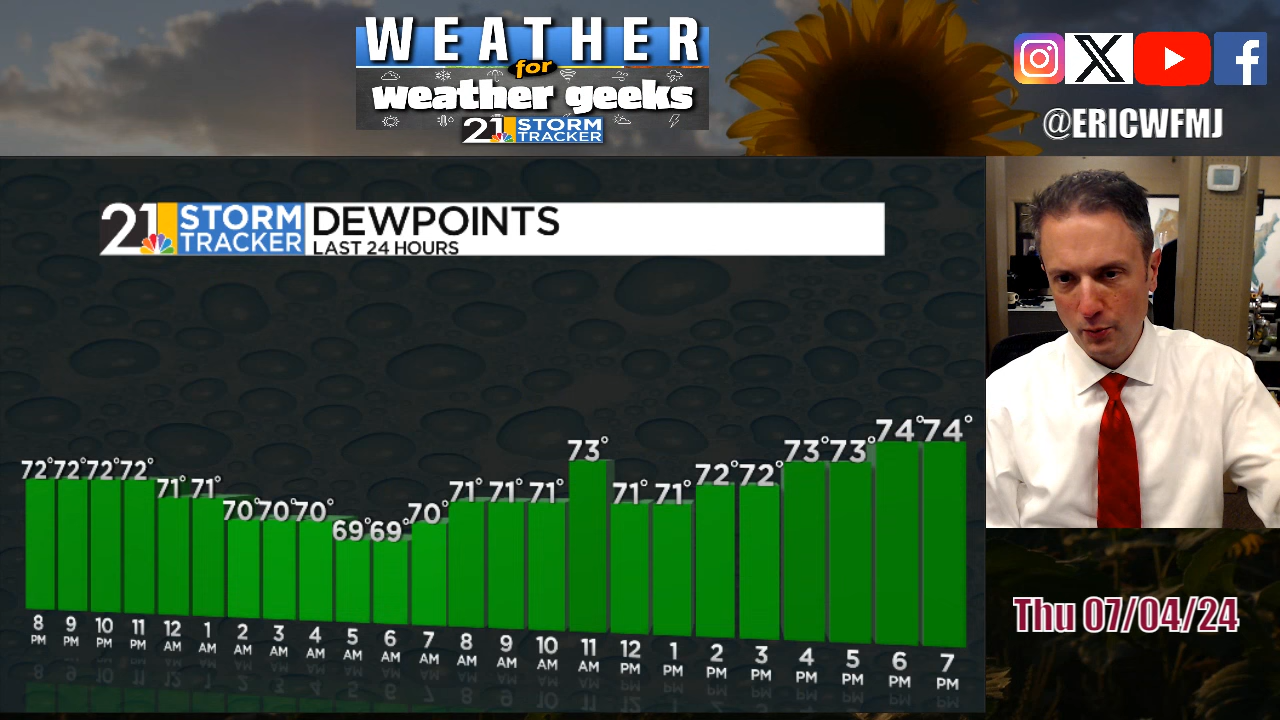 WEATHER
for
weather geeks
21 STORM
TRACKER
@ERICWFMJ
21 STORM
TRACKER
DEWPOINTS
LAST 24 HOURS
72° 72° 72° 72° 71° 71° 70° 70° 70° 69° 69° 70° 71° 71° 71° 73° 71° 71° 72° 72° 73° 73° 74° 74°
8 9 10 11 12 1 2 3 4 5 6 7 8 9 10 11 12 1 2 3 4 5 6 7
PM PM PM PM AM AM AM AM AM AM AM AM AM AM AM AM PM PM PM PM PM PM PM PM
Thu 07/04/24